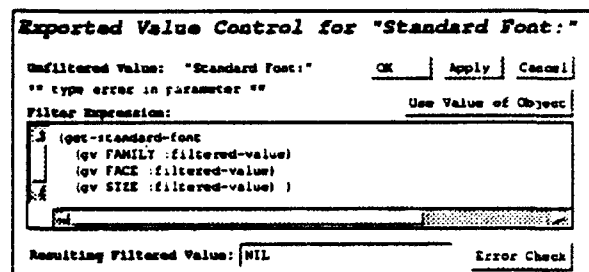 Exported Value Control for "Standard Font:"
Unfiltered Value: "Standard Font:" OK Apply Cancel
** type error in parameter **
Filter Expression: Use Value of Object
(get-standard-font
(gv FAMILY :filtered-value)
(gv FACE :filtered-value)
(gv SIZE :filtered-value) )
Resulting Filtered Value: NIL Error Check